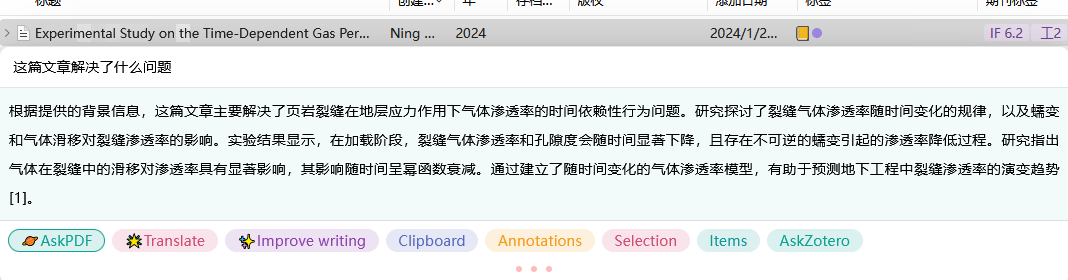 标题 创建... 年 存档... 版权 添加日期 标签 期刊标签
Experimental Study on the Time-Dependent Gas Per... Ning ... 2024 2024/1/2... IF 6.2 工2
这篇文章解决了什么问题
根据提供的背景信息，这篇文章主要解决了页岩裂缝在地层应力作用下气体渗透率的时间依赖性行为问题。研究探讨了裂缝气体渗透率随时间变化的规律，以及蠕变
和气体滑移对裂缝渗透率的影响。实验结果显示，在加载阶段，裂缝气体渗透率和孔隙度会随时间显著下降，且存在不可逆的蠕变引起的渗透率降低过程。研究指出
气体在裂缝中的滑移对渗透率具有显著影响，其影响随时间呈幂函数衰减。通过建立了随时间变化的气体渗透率模型，有助于预测地下工程中裂缝渗透率的演变趋势
[1]。
🪐AskPDF 🌟Translate ✨Improve writing Clipboard Annotations Selection Items AskZotero